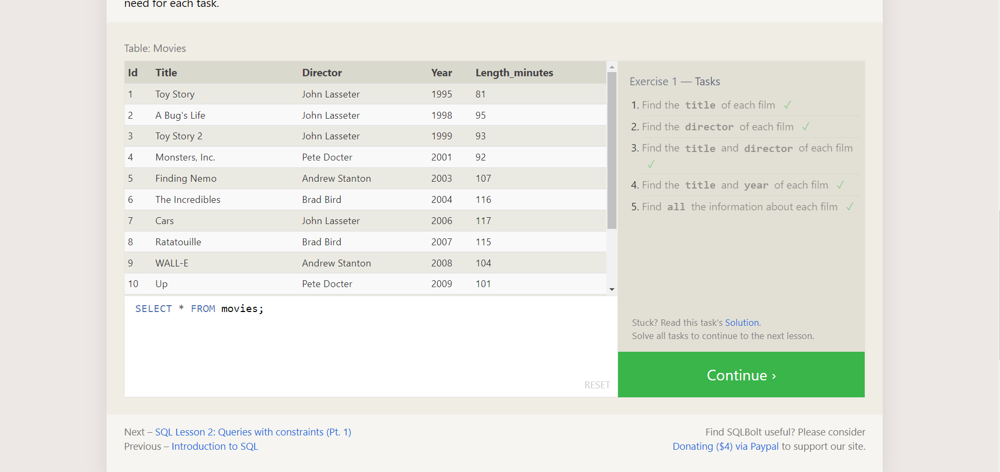 need for each task.
Table: Movies
Id Title Director Year Length_minutes
1 Toy Story John Lasseter 1995 81
2 A Bug's Life John Lasseter 1998 95
3 Toy Story 2 John Lasseter 1999 93
4 Monsters, Inc. Pete Docter 2001 92
5 Finding Nemo Andrew Stanton 2003 107
6 The Incredibles Brad Bird 2004 116
7 Cars John Lasseter 2006 117
8 Ratatouille Brad Bird 2007 115
9 WALL-E Andrew Stanton 2008 104
10 Up Pete Docter 2009 101
SELECT * FROM movies;
RESET
Exercise 1 — Tasks
1. Find the title of each film ✓
2. Find the director of each film ✓
3. Find the title and director of each film
✓
4. Find the title and year of each film ✓
5. Find all the information about each film ✓
Stuck? Read this task's Solution.
Solve all tasks to continue to the next lesson.
Continue ›
Next – SQL Lesson 2: Queries with constraints (Pt. 1)
Previous – Introduction to SQL
Find SQLBolt useful? Please consider
Donating ($4) via Paypal to support our site.